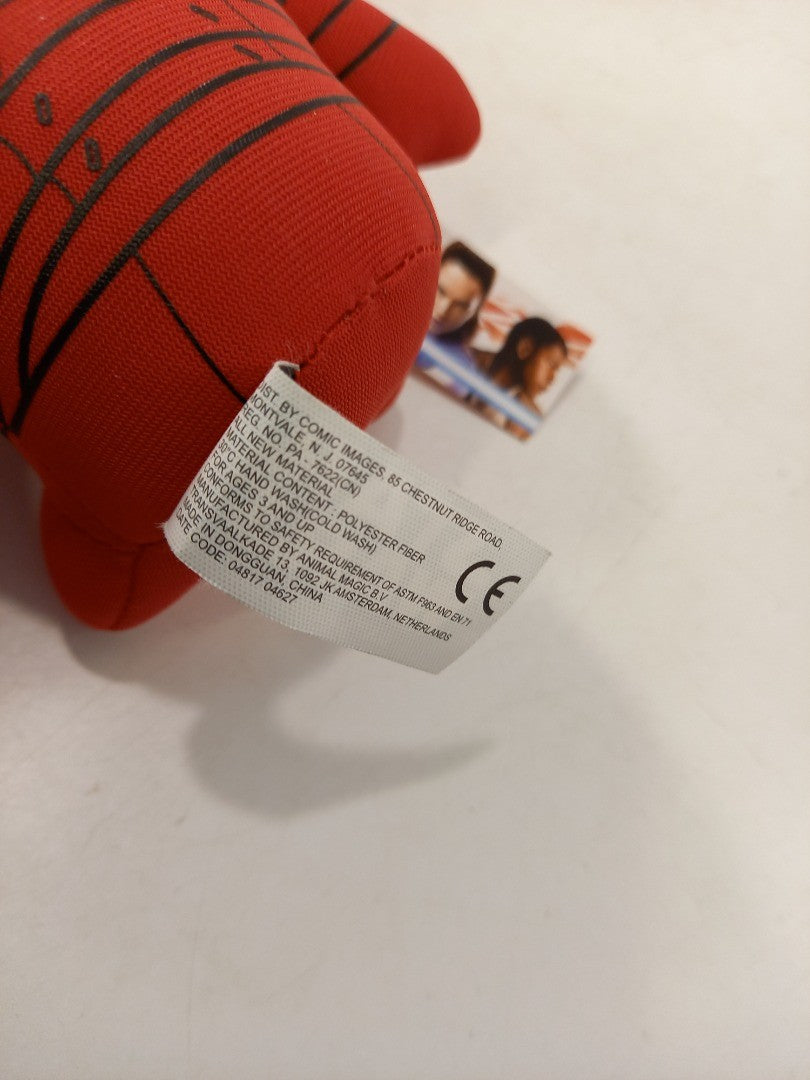 IST. BY COMIC IMAGES, 85 CHESTNUT RIDGE ROAD,
MONTVALE, N.J. 07645
REG. NO. PA - 7622(CN)
ALL NEW MATERIAL
MATERIAL CONTENT : POLYESTER FIBER
30°C HAND WASH(COLD WASH)
FOR AGES 3 AND UP
CONFORMS TO SAFETY REQUIREMENT OF ASTM F963 AND EN 71
MANUFACTURED BY ANIMAL MAGIC B.V
TRANSVAALKADE 13, 1092 JK AMSTERDAM, NETHERLANDS
MADE IN DONGGUAN, CHINA
DATE CODE: 04817 04627
CE